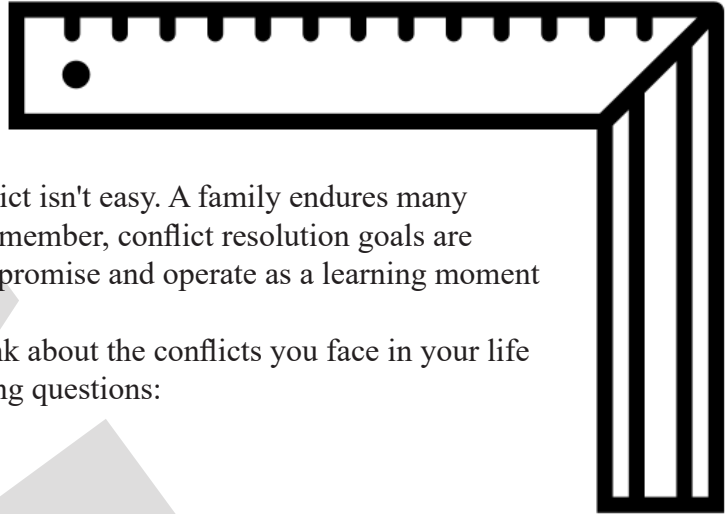 ict isn't easy. A family endures many
member, conflict resolution goals are
promise and operate as a learning moment
k about the conflicts you face in your life
ng questions: